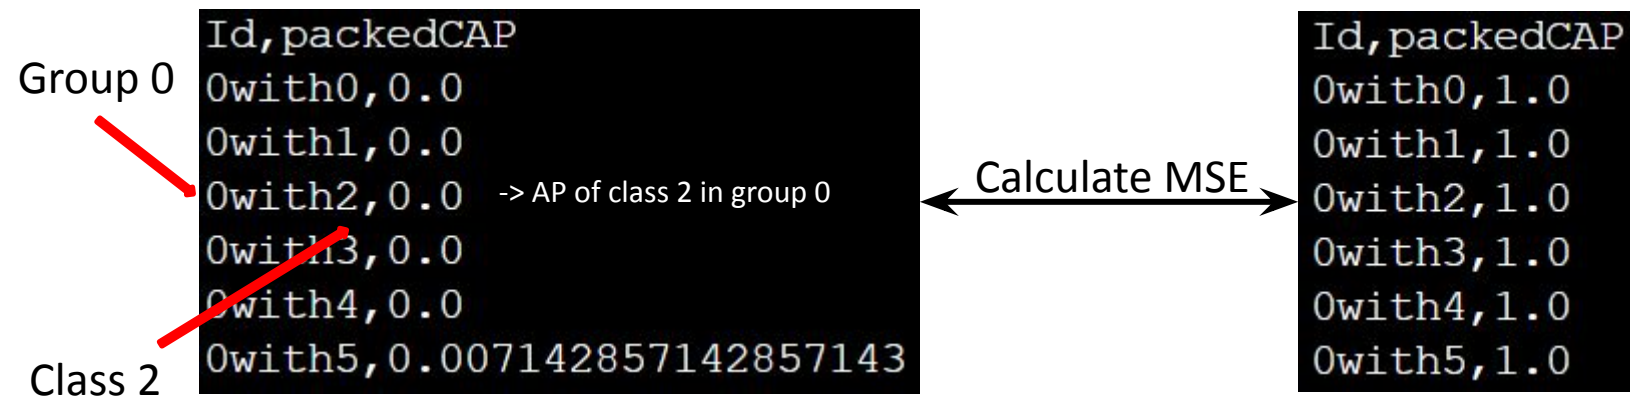 Group 0
Class 2
Id,packedCAP
0with0,0.0
0with1,0.0
0with2,0.0 -> AP of class 2 in group 0
0with3,0.0
0with4,0.0
0with5,0.007142857142857143
Calculate MSE
Id,packedCAP
0with0,1.0
0with1,1.0
0with2,1.0
0with3,1.0
0with4,1.0
0with5,1.0